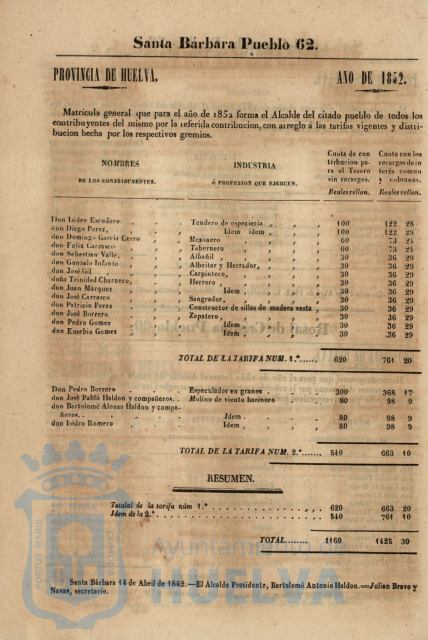 Santa Bárbara Pueblo 62.
PROVINCIA DE HUELVA. AÑO DE 1852.
Matrícula general que para el año de 1852 forma el Alcalde del citado pueblo de todos los
contribuyentes del mismo por la referida contribucion, con arreglo á las tarifas vigentes y distri-
bucion hecha por los respectivos gremios.
NOMBRES
DE LOS CONTRIBUYENTES.
INDUSTRIA
ó PROFESION QUE EJERCEN.
Cuota de con
tribucion pa-
ra el Tesoro
sin recargos.
Reales vellon.
Cuota con los
recargos de in
terés comun
y cobranza.
Reales vellon.
Don Isidro Escudero Tendero de especieria 100 122 28
don Diego Perez, Idem idem 100 122 28
don Domingo Garcia Cerro Mesonero 60 73 24
don Felix Carrasco Tabernero 60 73 24
don Sebastian Valle, Albañil 30 36 29
don Gonzalo Infante Albeitar y Herrador, 30 36 29
don José Gil Carpintero, 30 36 29
doña Trinidad Charneco, Herrero 30 36 29
don Juan Márquez Idem 30 36 29
don José Carrasco Sangrador, 30 36 29
don Patricio Perez Constructor de sillas de madera vasta 30 36 29
don José Borrero Zapatero, 30 36 29
don Pedro Gomez Idem 30 36 29
don Eusebio Gomez Idem 30 36 29
TOTAL DE LA TARIFA NUM. 1.ª...... 620 761 20
Don Pedro Borrero Especulador en granos 300 368 17
don José Pablo Haldon y compañeros. Molino de viento harinero 80 98 9
don Bartolomé Alonso Haldon y compa-
ñeros. Idem 80 98 9
don Isidro Romero Idem 80 98 9
TOTAL DE LA TARIFA NUM. 2.ª....... 540 663 10
RESUMEN.
Totalal de la tarifa núm 1.ª 620 663 20
Idem de la 2.ª 540 761 10
TOTAL 1160 1425 30
Santa Bárbara 14 de Abril de 1852.—El Alcalde Presidente, Bartolomé Antonio Haldon.—Julian Bravo y
Navas, secretario.
Ayuntamiento de
HUELVA